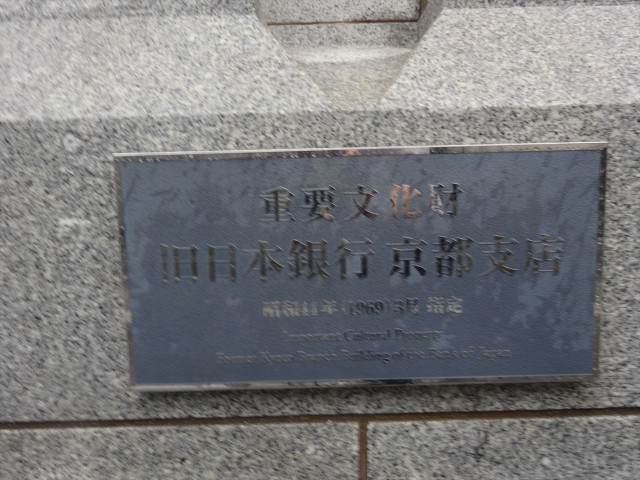 重要文化財
旧日本銀行 京都支店
昭和44年（1969）3月 指定
Important Cultural Property
Former Kyoto Branch Building of the Bank of Japan